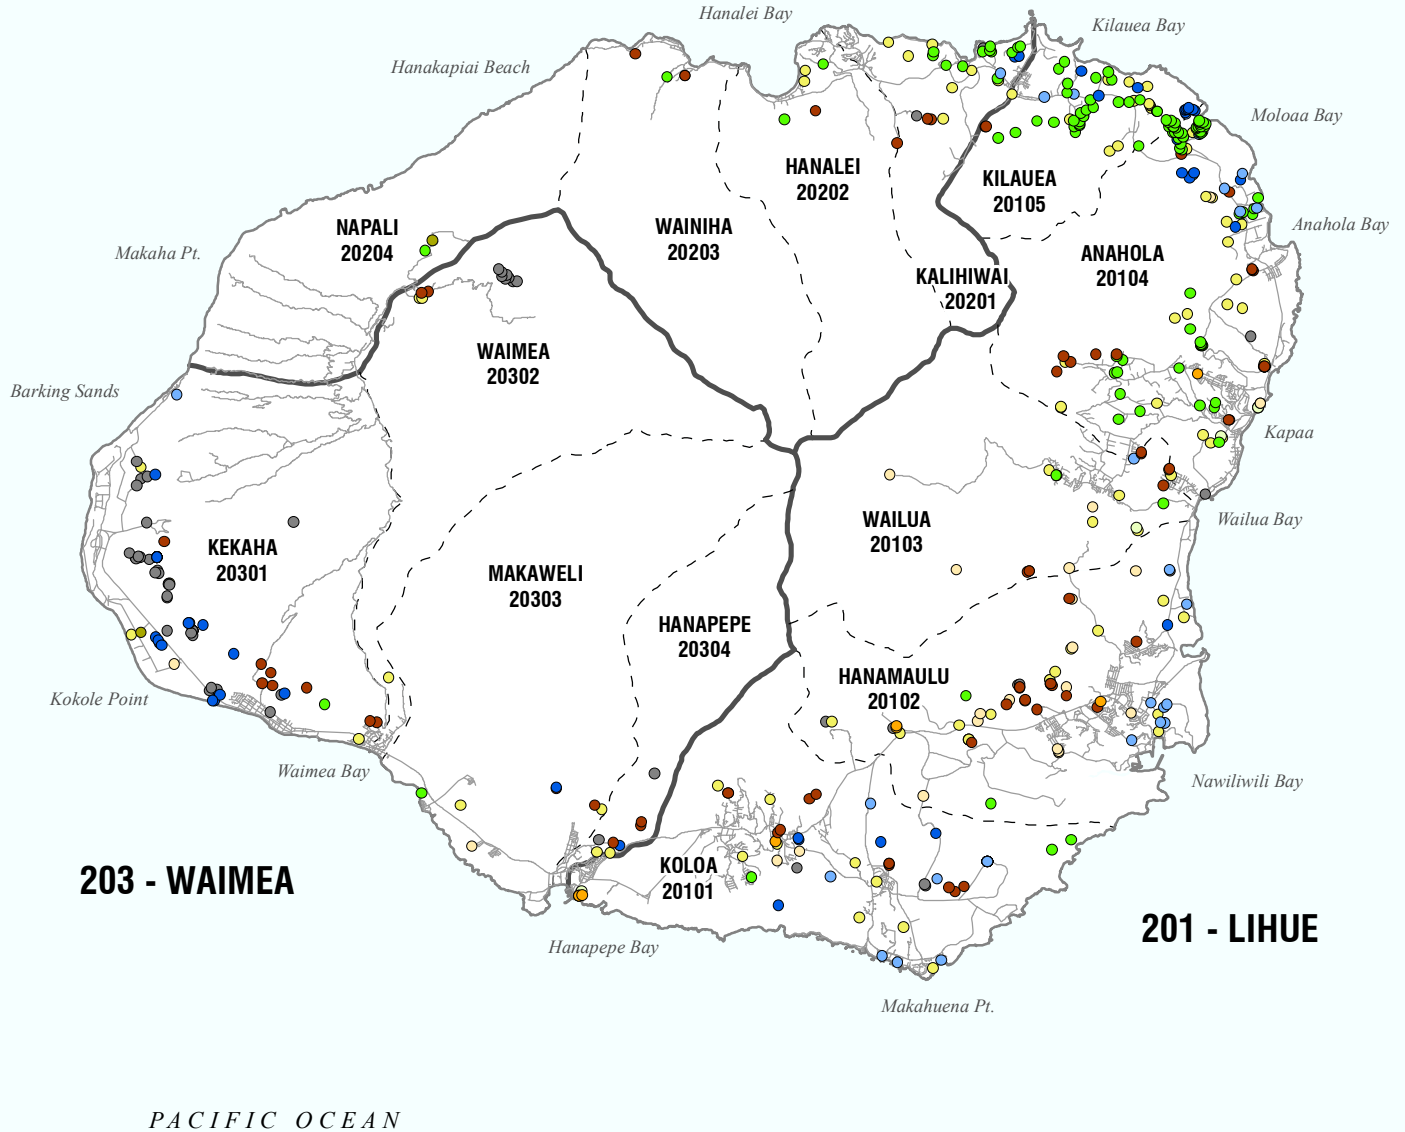 Hanalei Bay
Kilauea Bay
Hanakapiai Beach
Moloaa Bay
HANALEI
20202
KILAUEA
20105
Anahola Bay
NAPALI
20204
WAINIHA
20203
Makaha Pt.
ANAHOLA
20104
KALIHIWAI
20201
WAIMEA
20302
Barking Sands
Kapaa
WAILUA
20103
Wailua Bay
KEKAHA
20301
MAKAWELI
20303
HANAPEPE
20304
HANAMAULU
20102
Kokole Point
Waimea Bay
Nawiliwili Bay
203 - WAIMEA
KOLOA
20101
201 - LIHUE
Hanapepe Bay
Makahuena Pt.
PACIFIC OCEAN